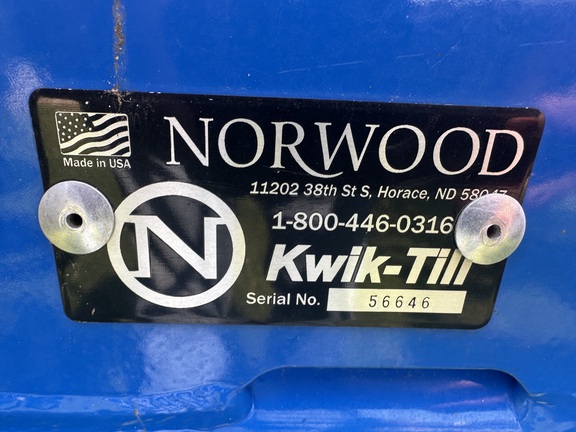 Made in USA
NORWOOD
11202 38th St S, Horace, ND 58047
1-800-446-0316
N
Kwik-Till
Serial No. 56646